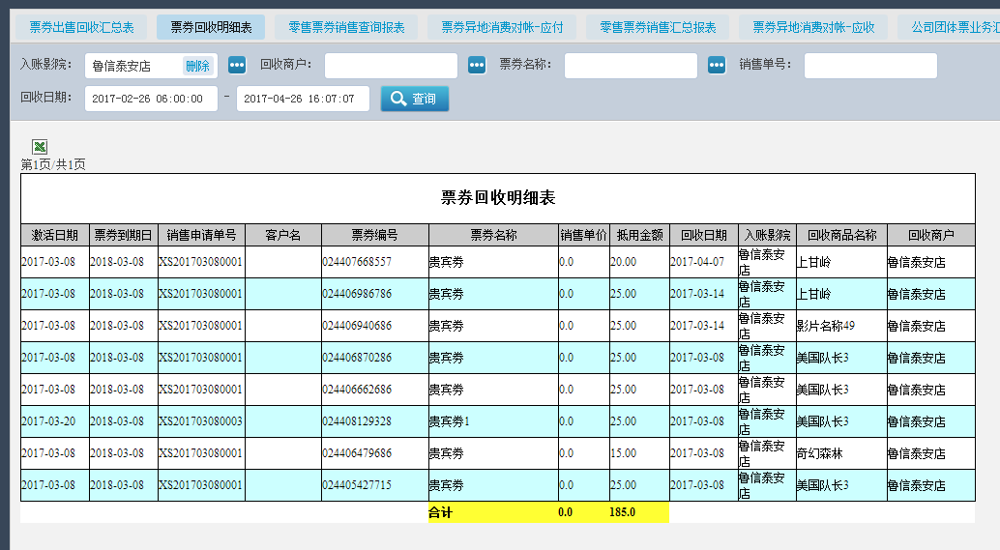 票券出售回收汇总表 票券回收明细表 零售票券销售查询报表 票券异地消费对帐-应付 零售票券销售汇总报表 票券异地消费对帐-应收 公司团体票业务汇
入账影院： 鲁信泰安店 删除 回收商户： 票券名称： 销售单号：
回收日期： 2017-02-26 06:00:00 - 2017-04-26 16:07:07 查询
第1页/共1页
票券回收明细表
激活日期 票券到期日 销售申请单号 客户名 票券编号 票券名称 销售单价 抵用金额 回收日期 入账影院 回收商品名称 回收商户
2017-03-08 2018-03-08 XS201703080001 024407668557 贵宾券 0.0 20.00 2017-04-07 鲁信泰安店 上甘岭 鲁信泰安店
2017-03-08 2018-03-08 XS201703080001 024406986786 贵宾券 0.0 25.00 2017-03-14 鲁信泰安店 上甘岭 鲁信泰安店
2017-03-08 2018-03-08 XS201703080001 024406940686 贵宾券 0.0 25.00 2017-03-14 鲁信泰安店 影片名称49 鲁信泰安店
2017-03-08 2018-03-08 XS201703080001 024406870286 贵宾券 0.0 25.00 2017-03-08 鲁信泰安店 美国队长3 鲁信泰安店
2017-03-08 2018-03-08 XS201703080001 024406662686 贵宾券 0.0 25.00 2017-03-08 鲁信泰安店 美国队长3 鲁信泰安店
2017-03-20 2018-03-08 XS201703080003 024408129328 贵宾券1 0.0 25.00 2017-03-08 鲁信泰安店 美国队长3 鲁信泰安店
2017-03-08 2018-03-08 XS201703080001 024406479686 贵宾券 0.0 15.00 2017-03-08 鲁信泰安店 奇幻森林 鲁信泰安店
2017-03-08 2018-03-08 XS201703080001 024405427715 贵宾券 0.0 25.00 2017-03-08 鲁信泰安店 美国队长3 鲁信泰安店
合计 0.0 185.0